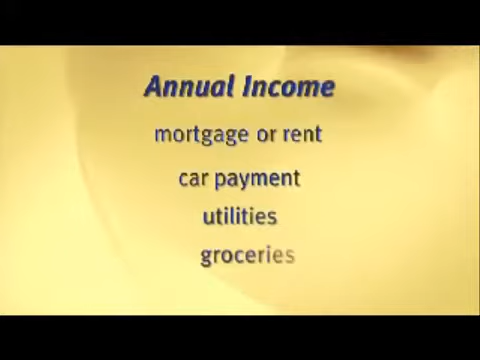 Annual Income
mortgage or rent
car payment
utilities
groceries